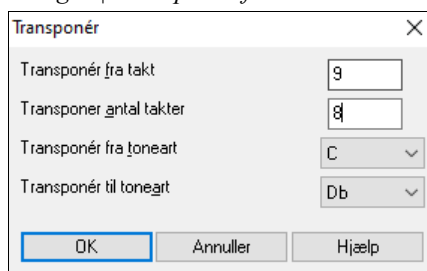 Transponér
Transponér fra takt 9
Transponer antal takter 8
Transponér fra toneart C
Transponér til toneart Db
OK Annuller Hjælp